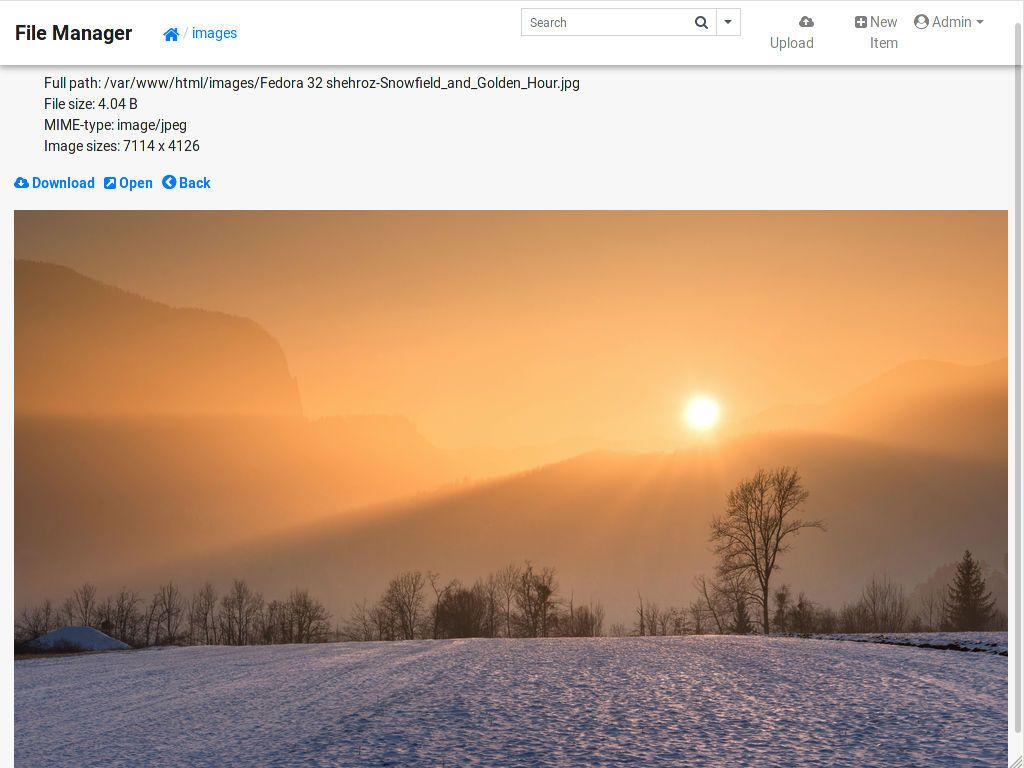 File Manager / images Search Upload New Item Admin
Full path: /var/www/html/images/Fedora 32 shehroz-Snowfield_and_Golden_Hour.jpg
File size: 4.04 B
MIME-type: image/jpeg
Image sizes: 7114 x 4126
Download Open Back